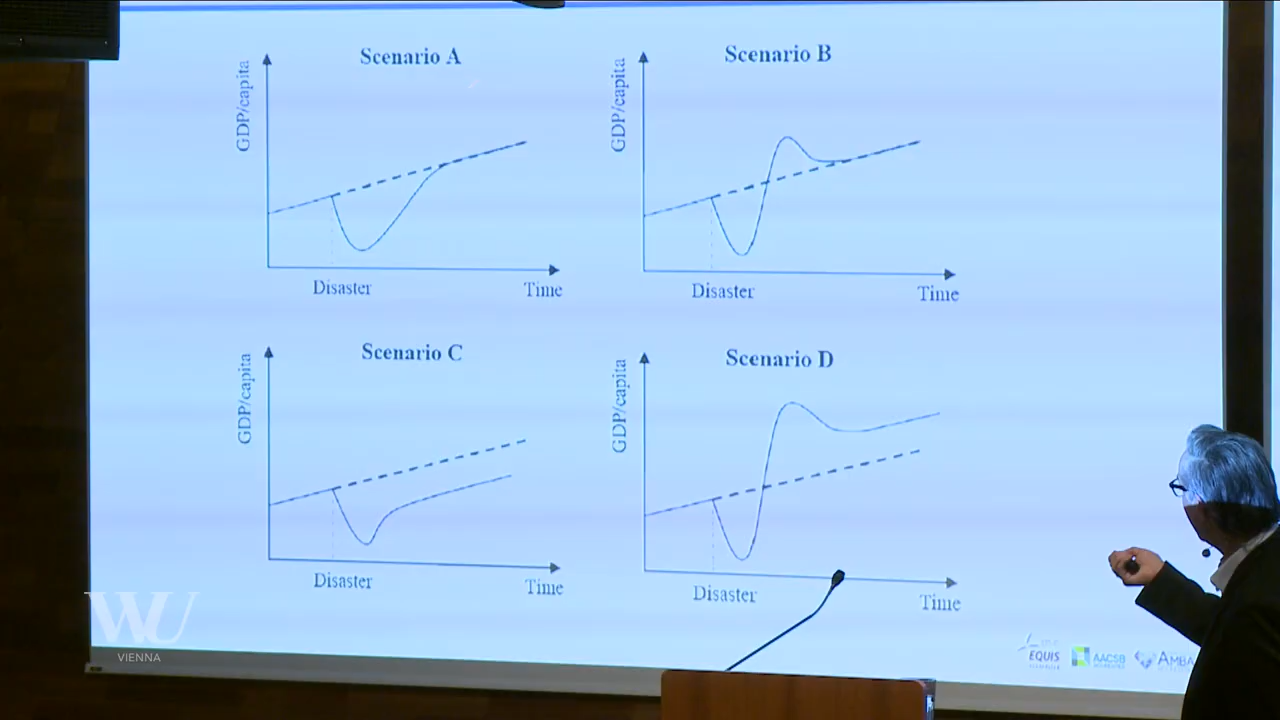 Scenario A
GDP/capita
Disaster
Time
Scenario B
GDP/capita
Disaster
Time
Scenario C
GDP/capita
Disaster
Time
Scenario D
GDP/capita
Disaster
Time
WU
VIENNA
EQUIS
AACSB
AMBA